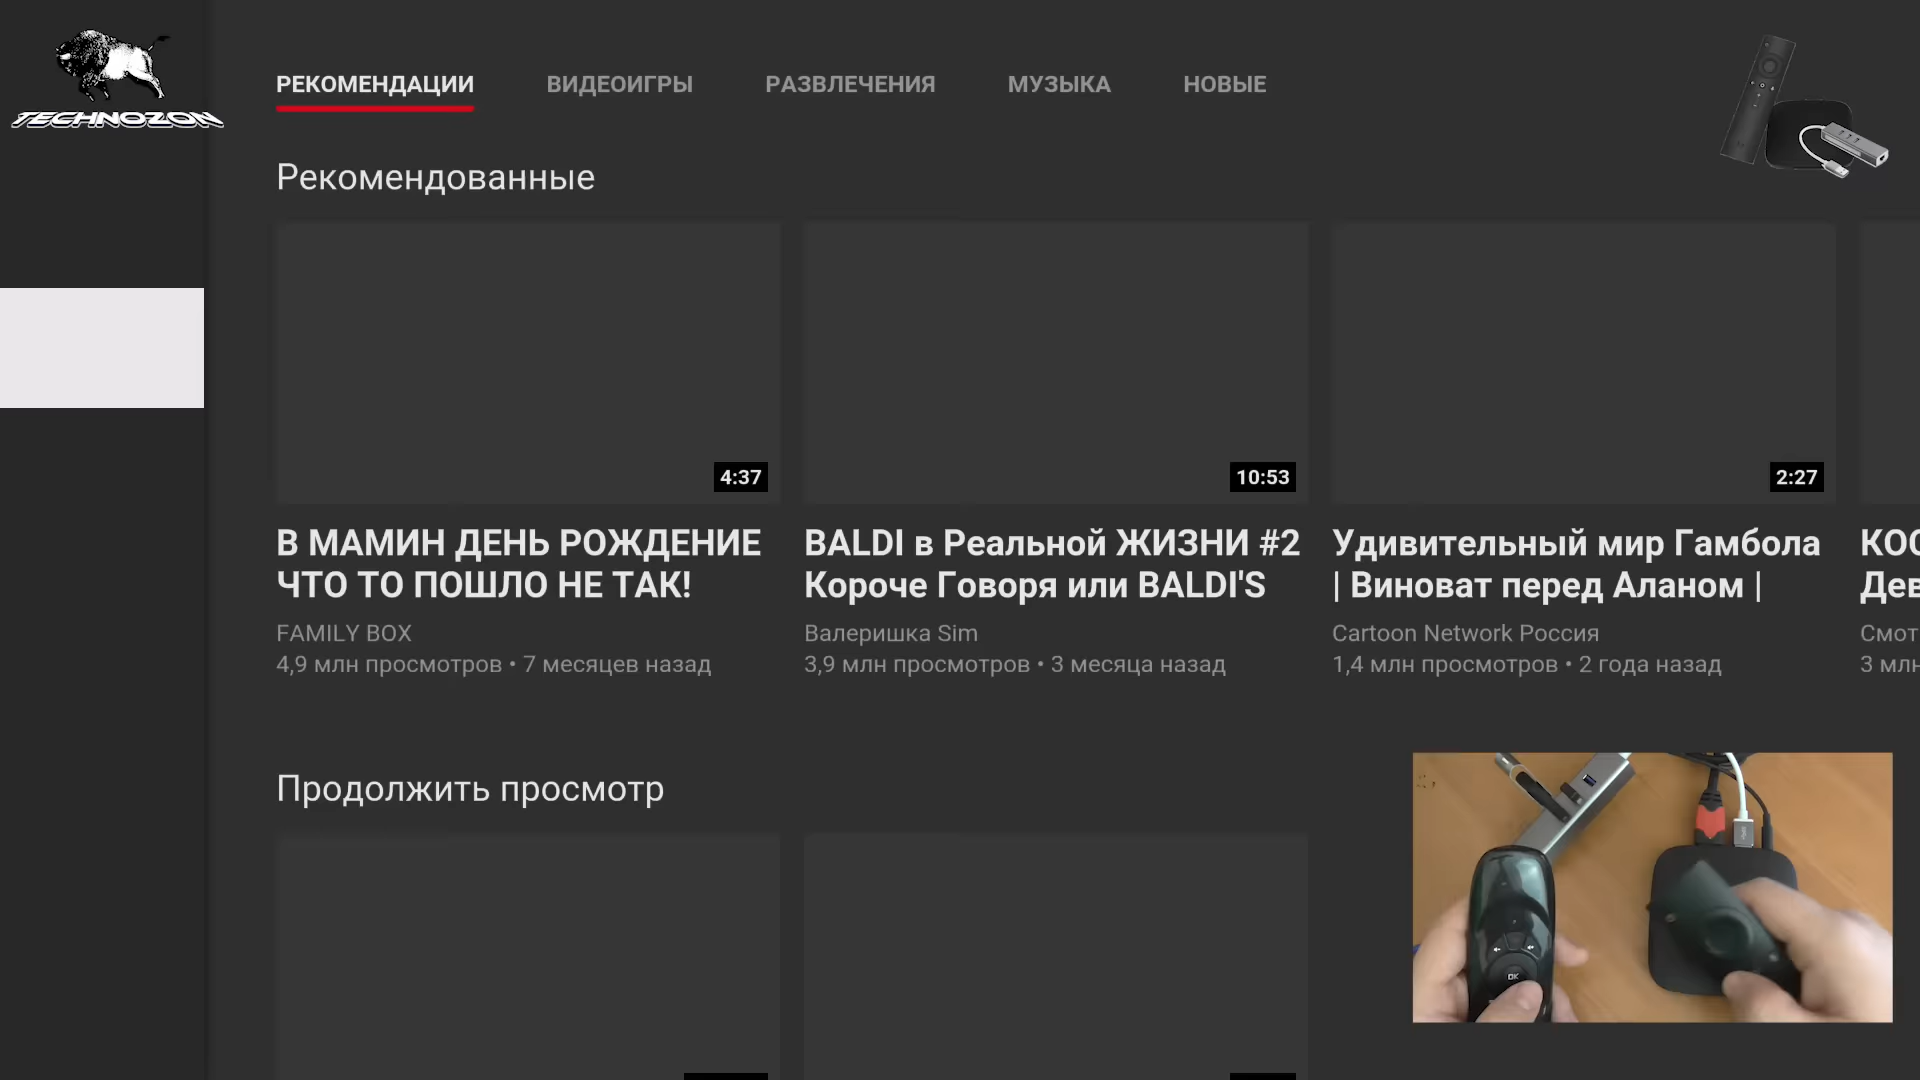 TECHNOZON
РЕКОМЕНДАЦИИ ВИДЕОИГРЫ РАЗВЛЕЧЕНИЯ МУЗЫКА НОВЫЕ
Рекомендованные
4:37
10:53
2:27
В МАМИН ДЕНЬ РОЖДЕНИЕ
ЧТО ТО ПОШЛО НЕ ТАК!
FAMILY BOX
4,9 млн просмотров • 7 месяцев назад
BALDI в Реальной ЖИЗНИ #2
Короче Говоря или BALDI'S
Валеришка Sim
3,9 млн просмотров • 3 месяца назад
Удивительный мир Гамбола
| Виноват перед Аланом |
Cartoon Network Россия
1,4 млн просмотров • 2 года назад
Продолжить просмотр
OK